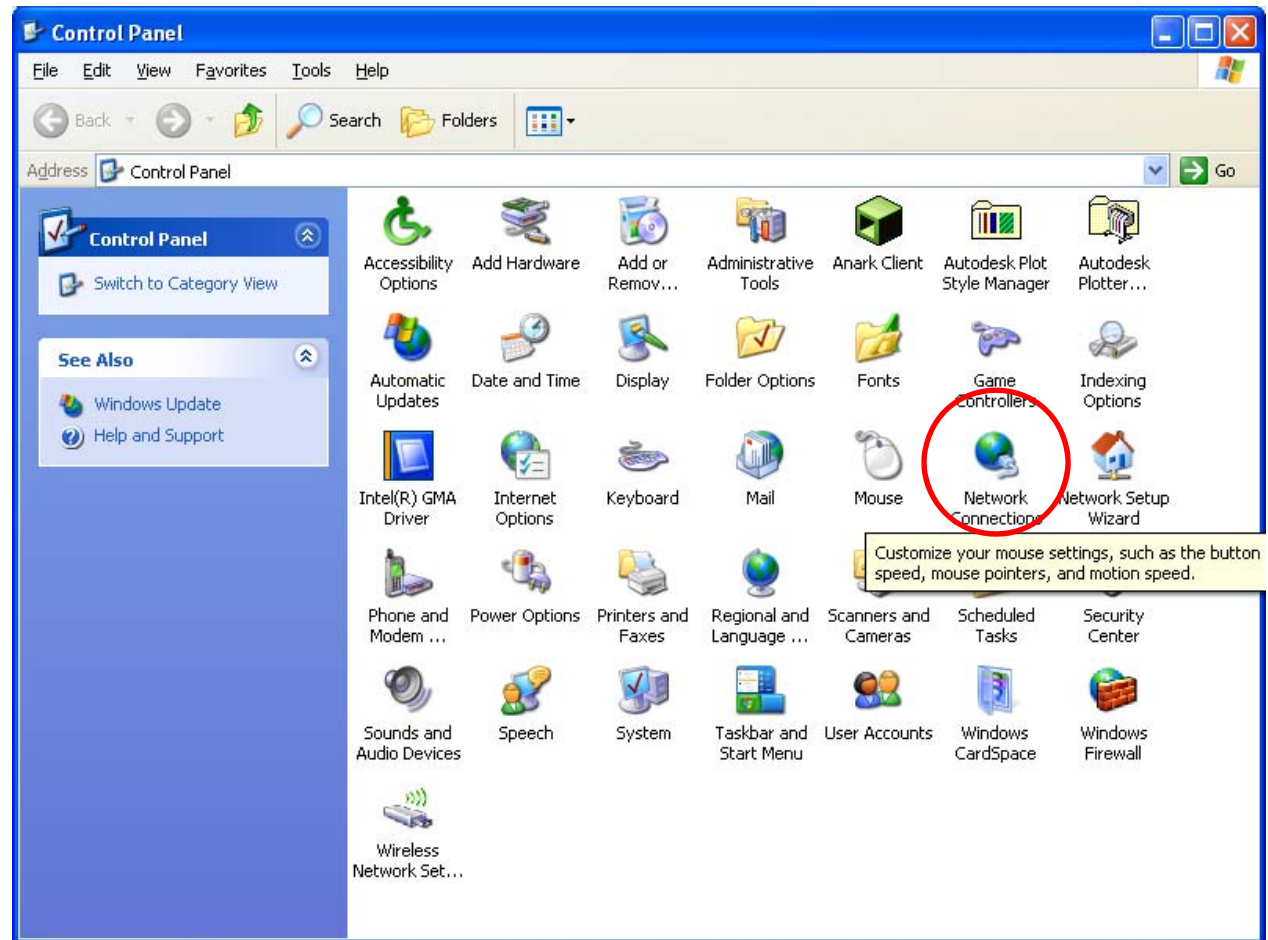 Control Panel
File Edit View Favorites Tools Help
Back Search Folders
Address Control Panel Go
Control Panel
Switch to Category View
See Also
Windows Update
Help and Support
Accessibility Options
Add Hardware
Add or Remov...
Administrative Tools
Anark Client
Autodesk Plot Style Manager
Autodesk Plotter...
Automatic Updates
Date and Time
Display
Folder Options
Fonts
Game Controllers
Indexing Options
Intel(R) GMA Driver
Internet Options
Keyboard
Mail
Mouse
Network Connections
Network Setup Wizard
Customize your mouse settings, such as the button
speed, mouse pointers, and motion speed.
Phone and Modem ...
Power Options
Printers and Faxes
Regional and Language ...
Scanners and Cameras
Scheduled Tasks
Security Center
Sounds and Audio Devices
Speech
System
Taskbar and Start Menu
User Accounts
Windows CardSpace
Windows Firewall
Wireless Network Set...